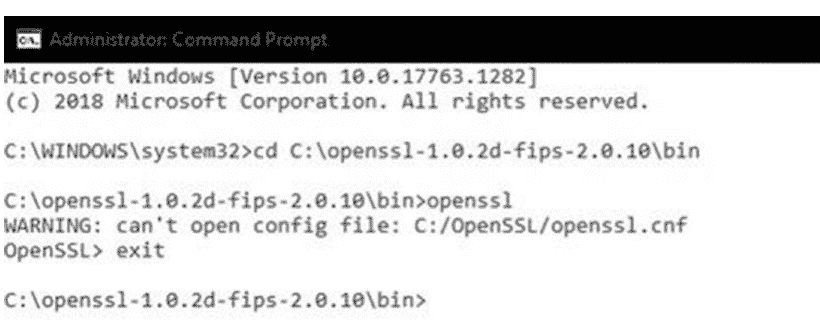 Administrator: Command Prompt
Microsoft Windows [Version 10.0.17763.1282]
(c) 2018 Microsoft Corporation. All rights reserved.
C:\WINDOWS\system32>cd C:\openssl-1.0.2d-fips-2.0.10\bin
C:\openssl-1.0.2d-fips-2.0.10\bin>openssl
WARNING: can't open config file: C:/OpenSSL/openssl.cnf
OpenSSL> exit
C:\openssl-1.0.2d-fips-2.0.10\bin>